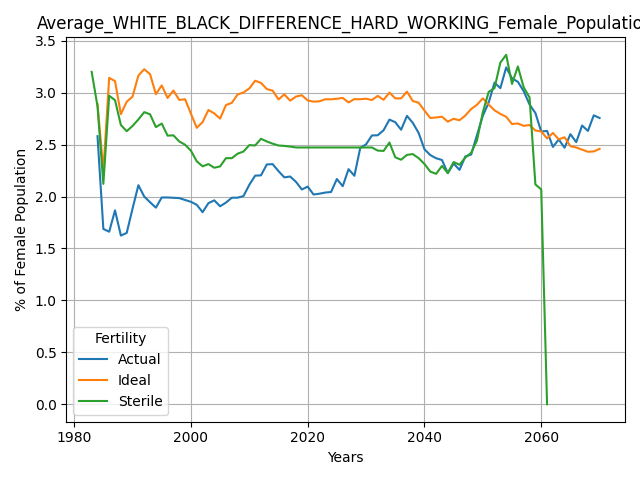 Average_WHITE_BLACK_DIFFERENCE_HARD_WORKING_Female_Populatio
3.5
3.0
2.5
2.0
1.5
1.0
0.5
0.0
% of Female Population
Fertility
Actual
Ideal
Sterile
1980
2000
2020
2040
2060
Years